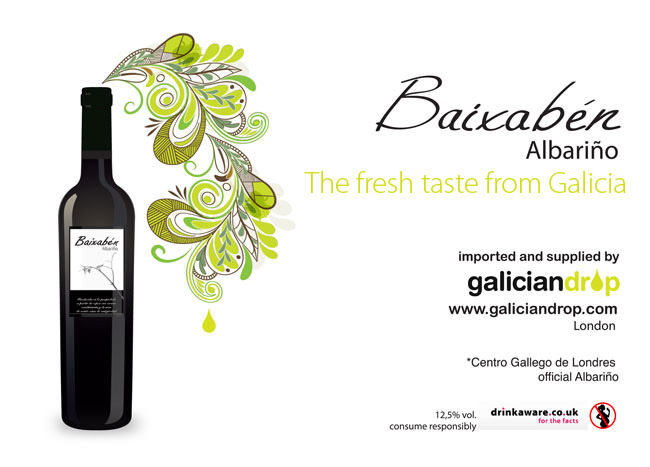 Baixabén
Albariño
The fresh taste from Galicia
Baixabén
Albariño
imported and supplied by
galiciandrop
www.galiciandrop.com
London
*Centro Gallego de Londres
official Albariño
12,5% vol.
consume responsibly
drinkaware.co.uk
for the facts